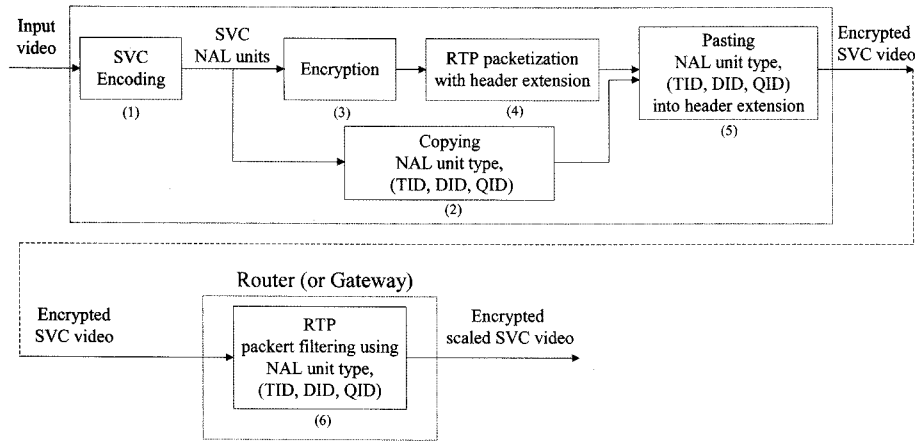 Input
video
SVC
Encoding
(1)
SVC
NAL units
Encryption
(3)
RTP packetization
with header extension
(4)
Copying
NAL unit type,
(TID, DID, QID)
(2)
Pasting
NAL unit type,
(TID, DID, QID)
into header extension
(5)
Encrypted
SVC video
Router (or Gateway)
Encrypted
SVC video
RTP
packert filtering using
NAL unit type,
(TID, DID, QID)
(6)
Encrypted
scaled SVC video